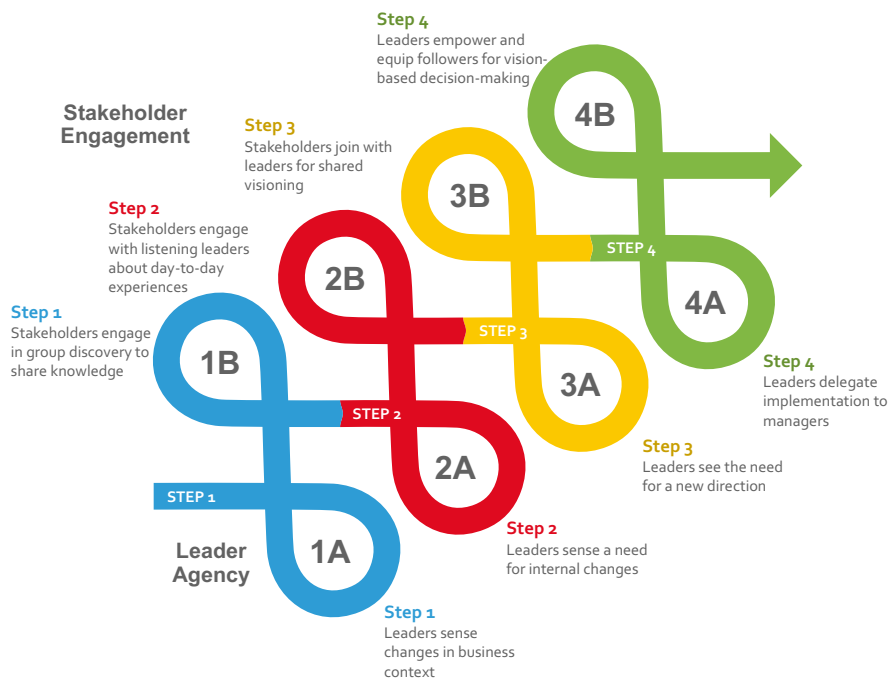 Step 4
Leaders empower and
equip followers for vision-
based decision-making
4B
Stakeholder
Engagement
Step 3
Stakeholders join with
leaders for shared
visioning
3B
Step 2
Stakeholders engage
with listening leaders
about day-to-day
experiences
2B
STEP 4
4A
Step 1
Stakeholders engage
in group discovery to
share knowledge
1B
STEP 3
3A
Step 4
Leaders delegate
implementation to
managers
STEP 2
2A
Step 3
Leaders see the need
for a new direction
STEP 1
1A
Leader
Agency
Step 2
Leaders sense a need
for internal changes
Step 1
Leaders sense
changes in business
context